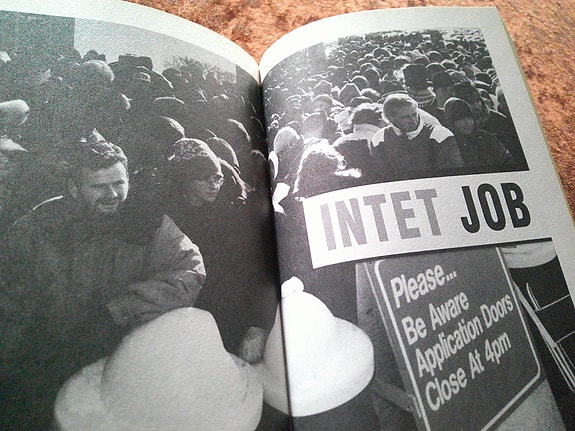 INTET JOB
Please...
Be Aware
Application Doors
Close At 4pm